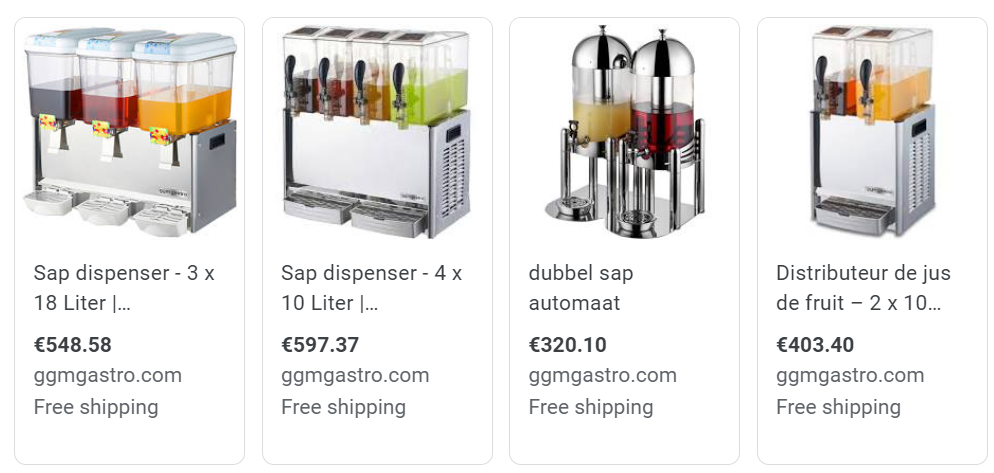 Sap dispenser - 3 x
18 Liter |...
€548.58
ggmgastro.com
Free shipping
Sap dispenser - 4 x
10 Liter |...
€597.37
ggmgastro.com
Free shipping
dubbel sap
automaat
€320.10
ggmgastro.com
Free shipping
Distributeur de jus
de fruit – 2 x 10...
€403.40
ggmgastro.com
Free shipping